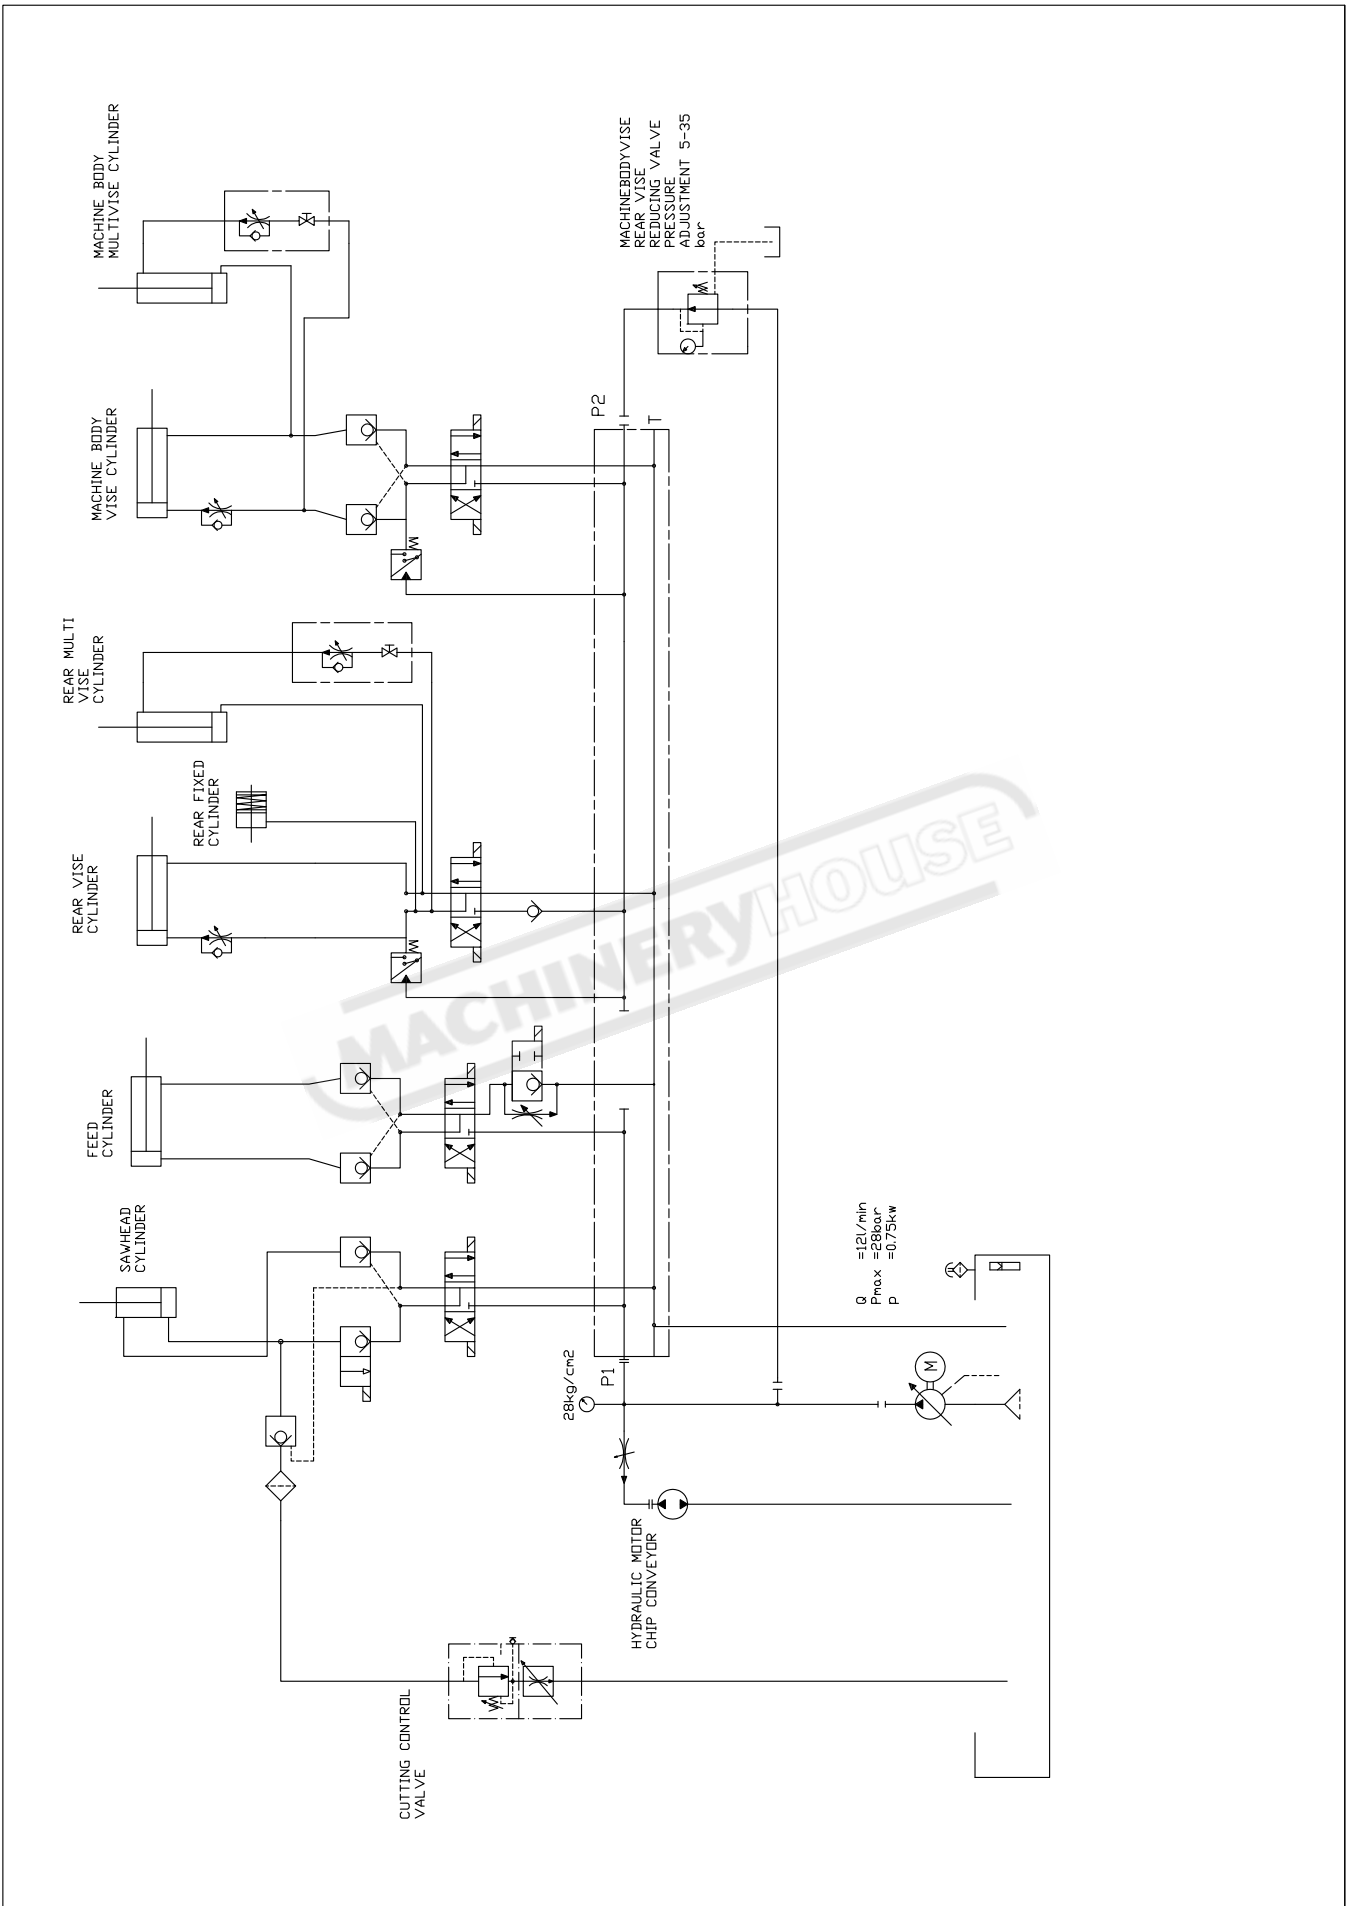 MACHINE BODY
MULTIVISE CYLINDER
MACHINE BODY
VISE CYLINDER
REAR MULTI
VISE
CYLINDER
REAR FIXED
CYLINDER
REAR VISE
CYLINDER
FEED
CYLINDER
SAWHEAD
CYLINDER
MACHINEBODYVISE
REAR VISE
REDUCING VALVE
PRESSURE
ADJUSTMENT 5-35
bar
P2
T
P1
28kg/cm2
Q =12l/min
Pmax =28bar
P =0.75kw
M
HYDRAULIC MOTOR
CHIP CONVEYOR
CUTTING CONTROL
VALVE
MACHINERYHOUSE